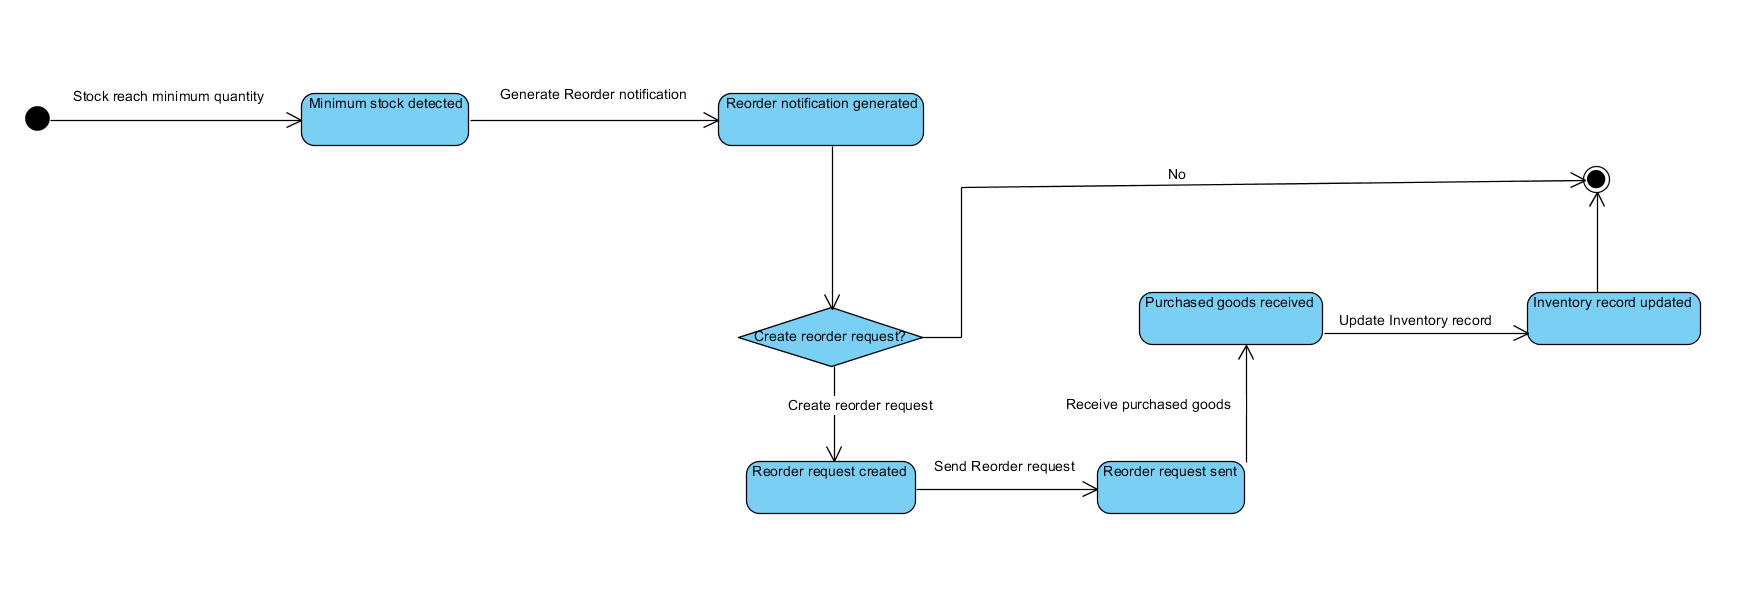 Stock reach minimum quantity
Minimum stock detected
Generate Reorder notification
Reorder notification generated
No
Create reorder request?
Create reorder request
Reorder request created
Send Reorder request
Reorder request sent
Receive purchased goods
Purchased goods received
Update Inventory record
Inventory record updated